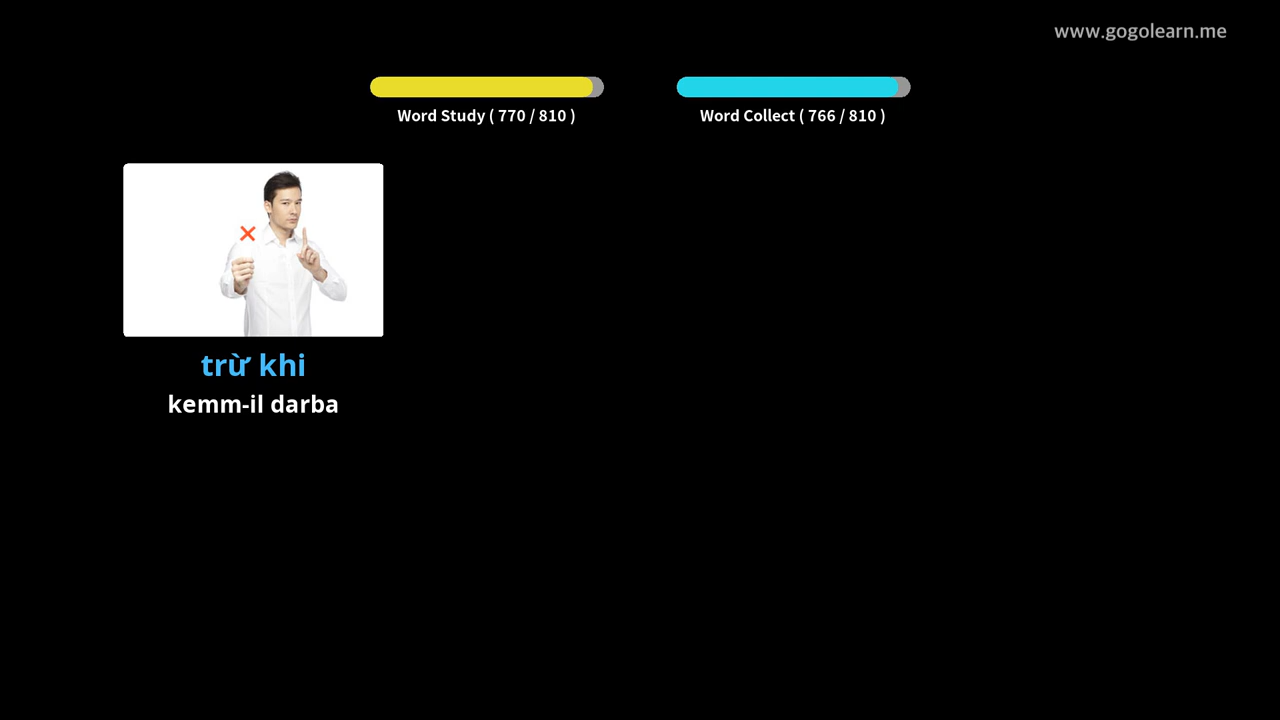 www.gogolearn.me
Word Study ( 770 / 810 )
Word Collect ( 766 / 810 )
trừ khi
kemm-il darba